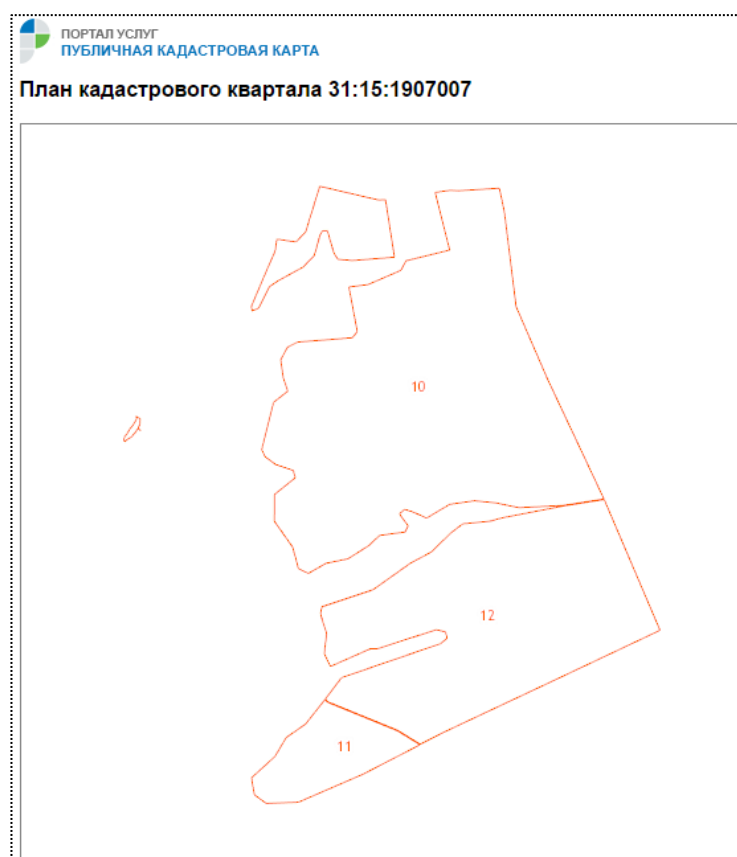 ПОРТАЛ УСЛУГ
ПУБЛИЧНАЯ КАДАСТРОВАЯ КАРТА
План кадастрового квартала 31:15:1907007
10
12
11